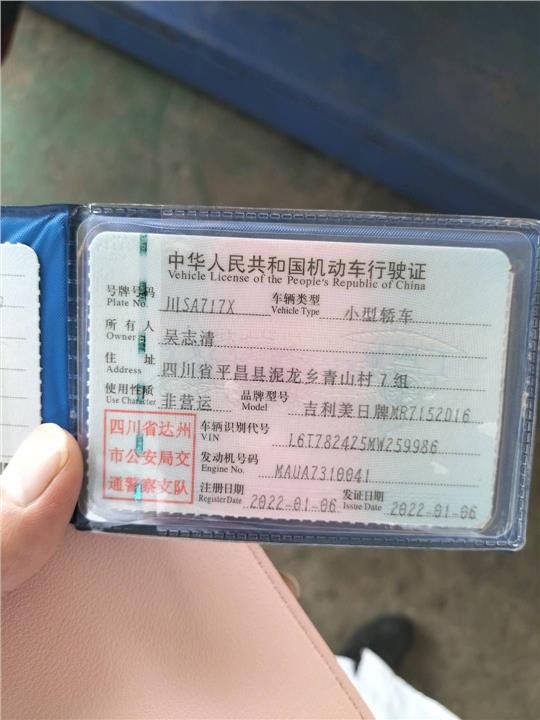 中华人民共和国机动车行驶证
Vehicle License of the People's Republic of China
号牌号码 川SA717X 车辆类型 小型轿车
Plate No. Vehicle Type
所有人 吴志清
Owner
住址 四川省平昌县泥龙乡青山村7组
Address
使用性质 非营运 品牌型号 吉利美日牌MR7152D16
Use Character Model
四川省达州
市公安局交
通警察支队
车辆识别代号 L6T7824Z5MW259986
VIN
发动机号码 MAUA7310041
Engine No.
注册日期 2022-01-06 发证日期 2022-01-06
Register Date Issue Date